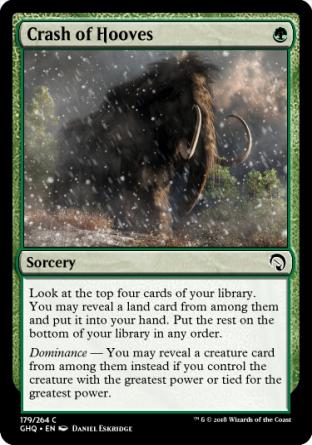 Crash of Hooves
Sorcery
Look at the top four cards of your library.
You may reveal a land card from among them
and put it into your hand. Put the rest on the
bottom of your library in any order.
Dominance — You may reveal a creature card
from among them instead if you control the
creature with the greatest power or tied for the
greatest power.
179/264 C
GHQ • EN Daniel Eskridge
™ & © 2018 Wizards of the Coast